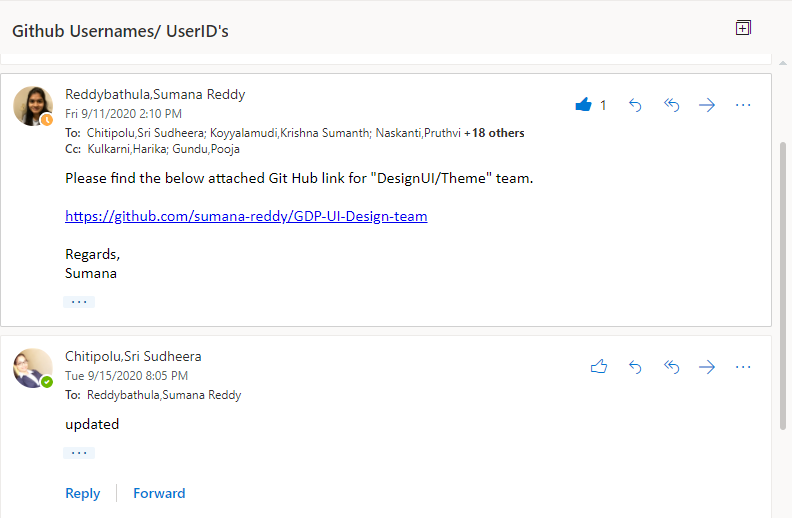 Github Usernames/ UserID's
Reddybathula,Sumana Reddy
Fri 9/11/2020 2:10 PM
1
To: Chitipolu,Sri Sudheera; Koyyalamudi,Krishna Sumanth; Naskanti,Pruthvi +18 others
Cc: Kulkarni,Harika; Gundu,Pooja
Please find the below attached Git Hub link for "DesignUI/Theme" team.
https://github.com/sumana-reddy/GDP-UI-Design-team
Regards,
Sumana
Chitipolu,Sri Sudheera
Tue 9/15/2020 8:05 PM
To: Reddybathula,Sumana Reddy
updated
Reply Forward